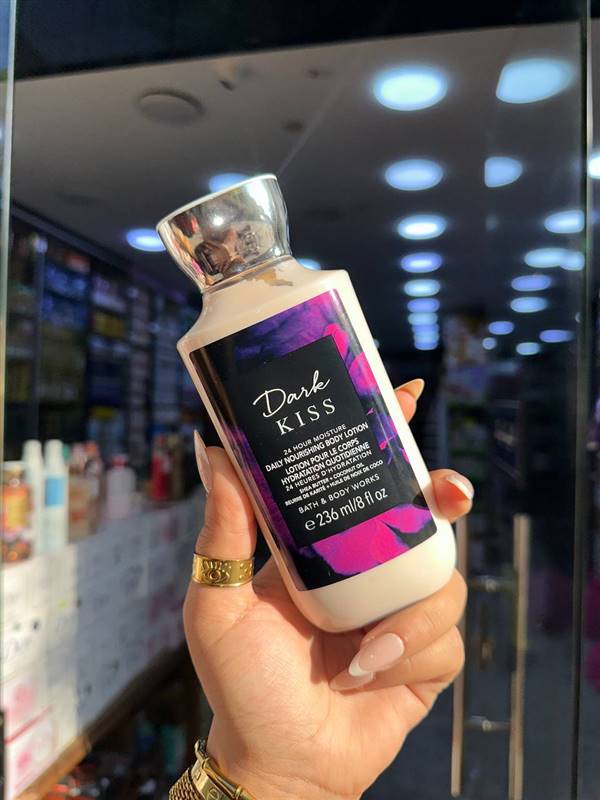 Dark
KISS
24 HOUR MOISTURE
DAILY NOURISHING BODY LOTION
LOTION POUR LE CORPS
HYDRATATION QUOTIDIENNE
24 HEURES D'HYDRATATION
SHEA BUTTER + COCONUT OIL
BEURRE DE KARITÉ + HUILE DE NOIX DE COCO
BATH & BODY WORKS
℮ 236 ml/8 fl oz